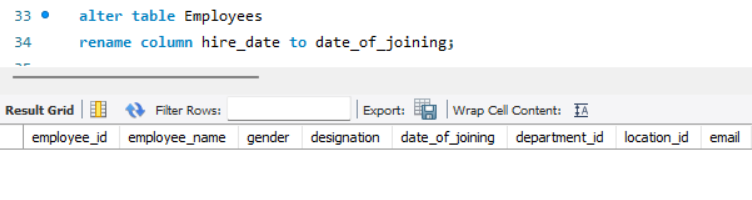 33 alter table Employees
34 rename column hire_date to date_of_joining;
Result Grid Filter Rows: Export: Wrap Cell Content: IA
employee_id employee_name gender designation date_of_joining department_id location_id email